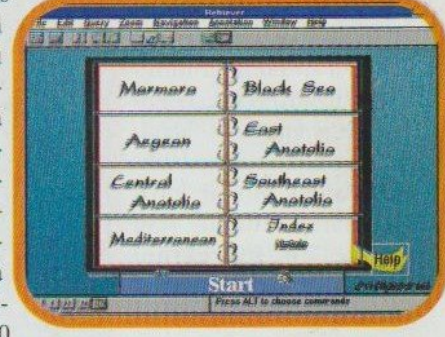 Retriever
File Edit Query Zoom Navigation Annotation Window Help
Marmara
Black Sea
Aegean
East
Anatolia
Central
Anatolia
Southeast
Anatolia
Mediterranean
Index
Help
Start
Press ALT to choose commands